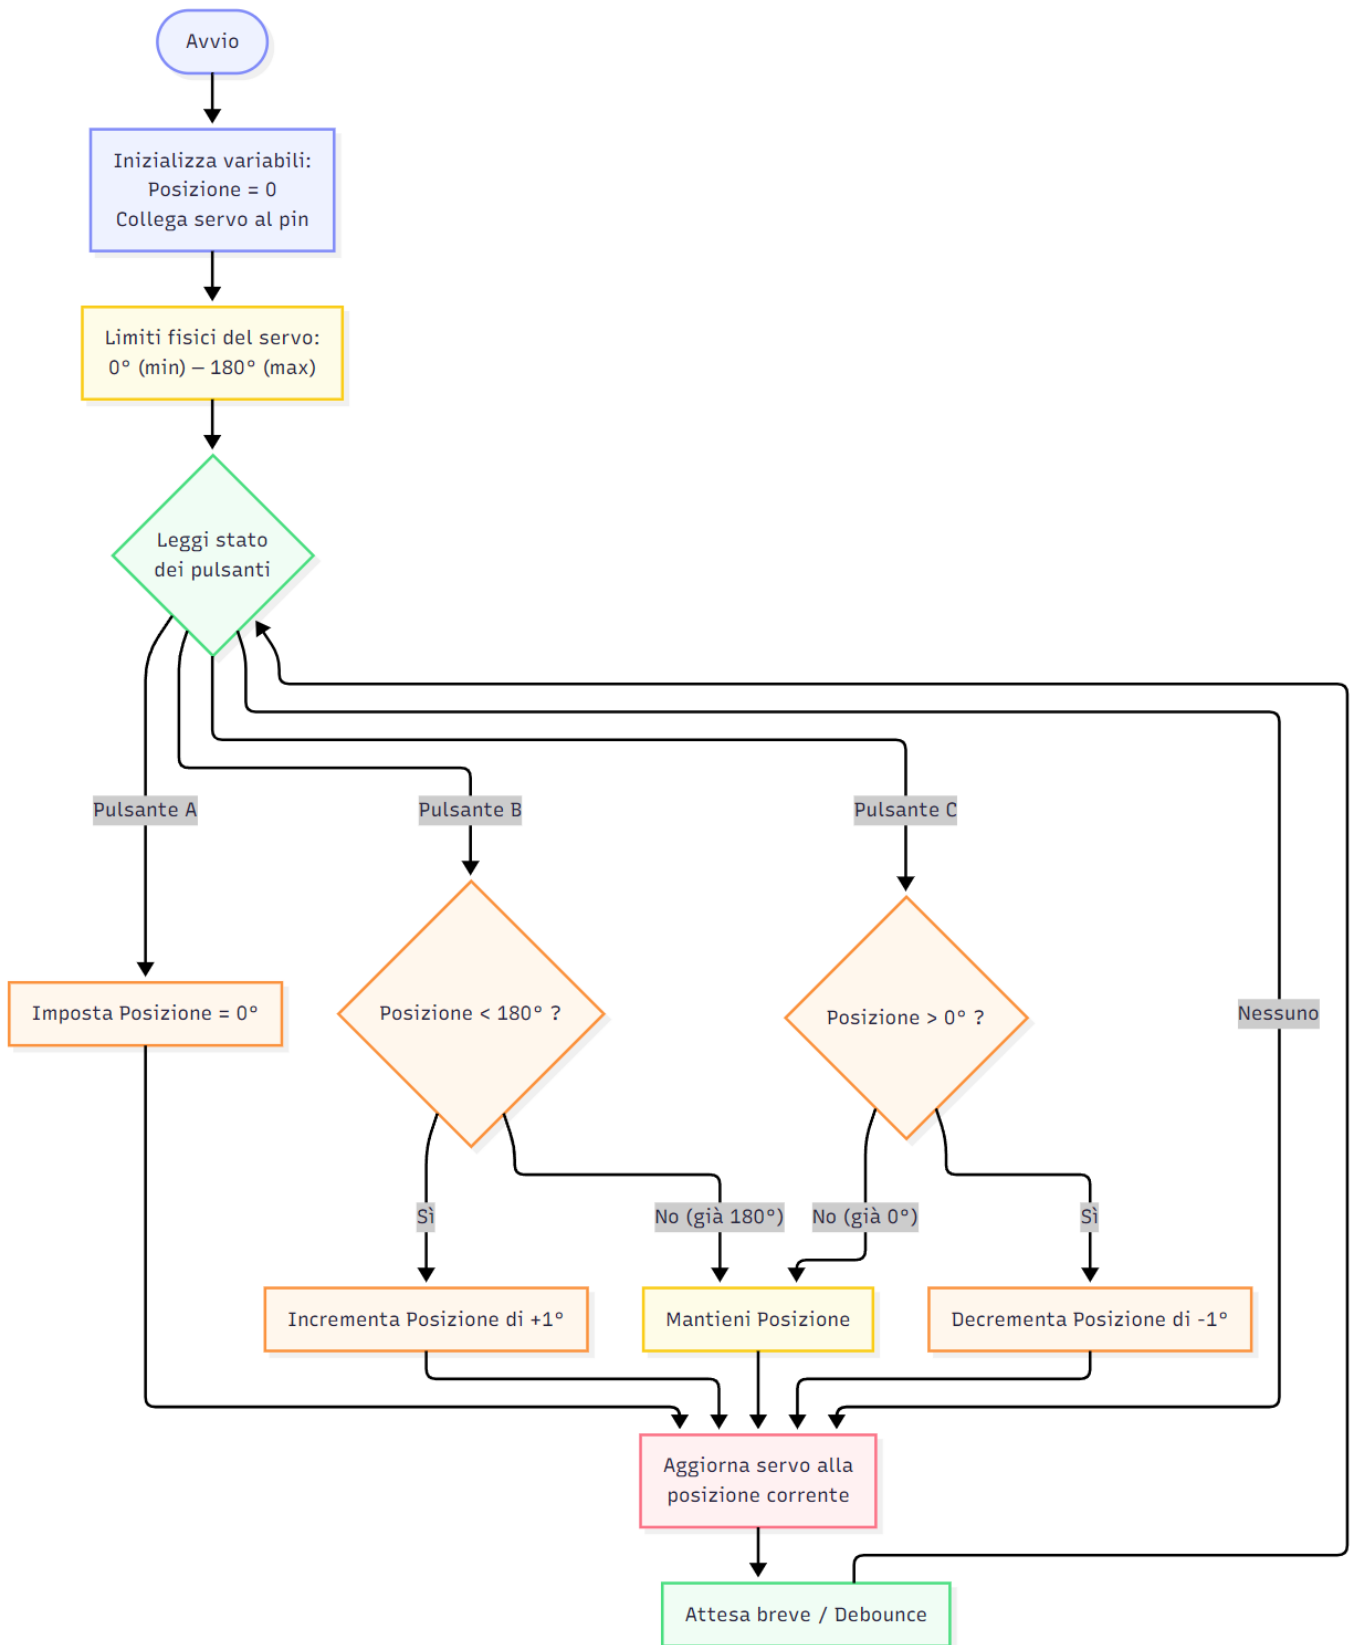 Avvio
Inizializza variabili:
Posizione = 0
Collega servo al pin
Limiti fisici del servo:
0° (min) — 180° (max)
Leggi stato
dei pulsanti
Pulsante A
Pulsante B
Pulsante C
Imposta Posizione = 0°
Posizione < 180° ?
Posizione > 0° ?
Nessuno
Sì
No (già 180°)
No (già 0°)
Sì
Incrementa Posizione di +1°
Mantieni Posizione
Decrementa Posizione di -1°
Aggiorna servo alla
posizione corrente
Attesa breve / Debounce